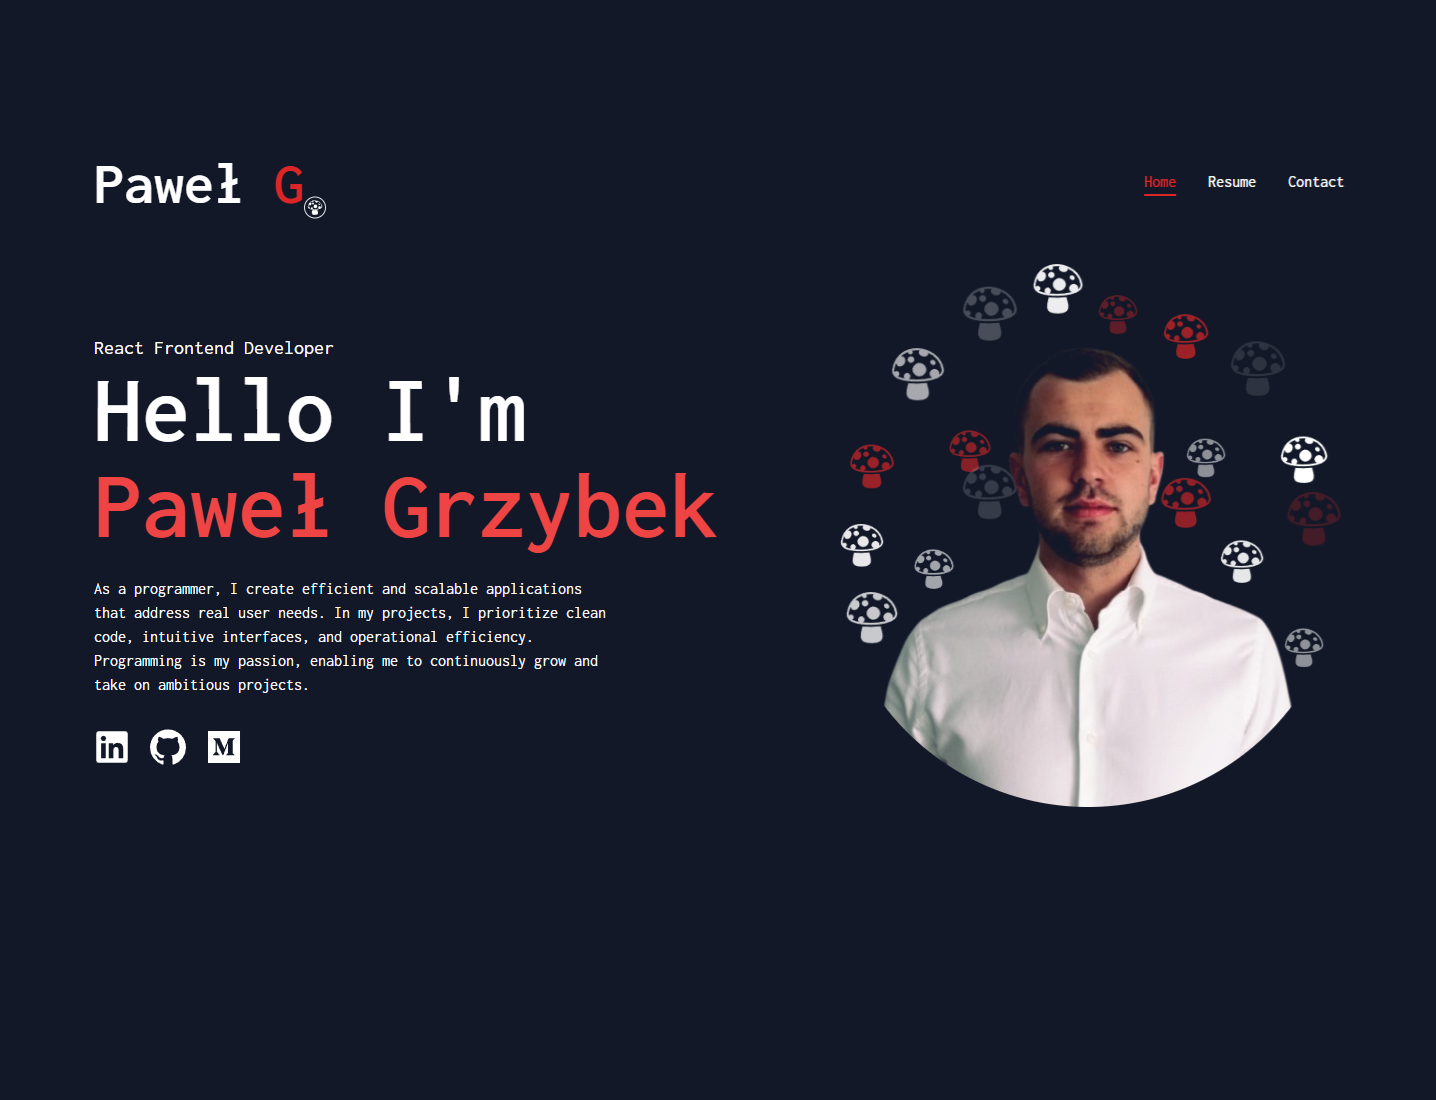 Paweł G
Home Resume Contact
React Frontend Developer
Hello I'm
Paweł Grzybek
As a programmer, I create efficient and scalable applications
that address real user needs. In my projects, I prioritize clean
code, intuitive interfaces, and operational efficiency.
Programming is my passion, enabling me to continuously grow and
take on ambitious projects.
in
M